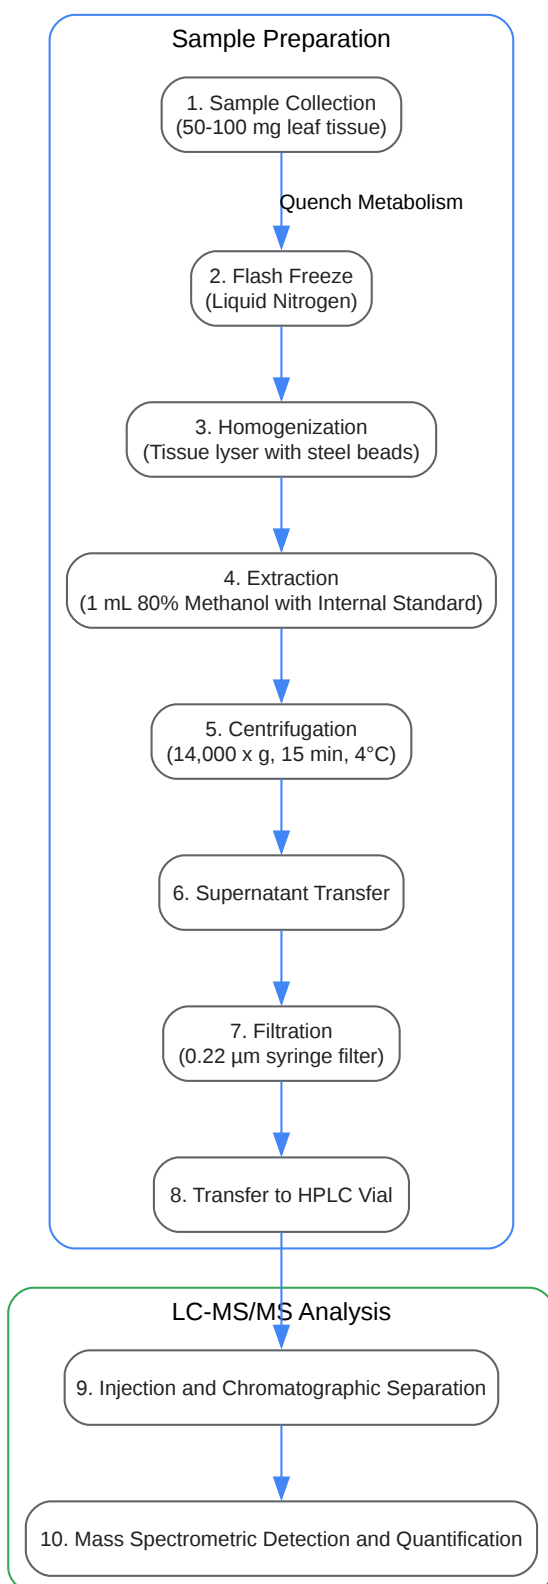 Sample Preparation
1. Sample Collection
(50-100 mg leaf tissue)
Quench Metabolism
2. Flash Freeze
(Liquid Nitrogen)
3. Homogenization
(Tissue lyser with steel beads)
4. Extraction
(1 mL 80% Methanol with Internal Standard)
5. Centrifugation
(14,000 x g, 15 min, 4°C)
6. Supernatant Transfer
7. Filtration
(0.22 µm syringe filter)
8. Transfer to HPLC Vial
LC-MS/MS Analysis
9. Injection and Chromatographic Separation
10. Mass Spectrometric Detection and Quantification